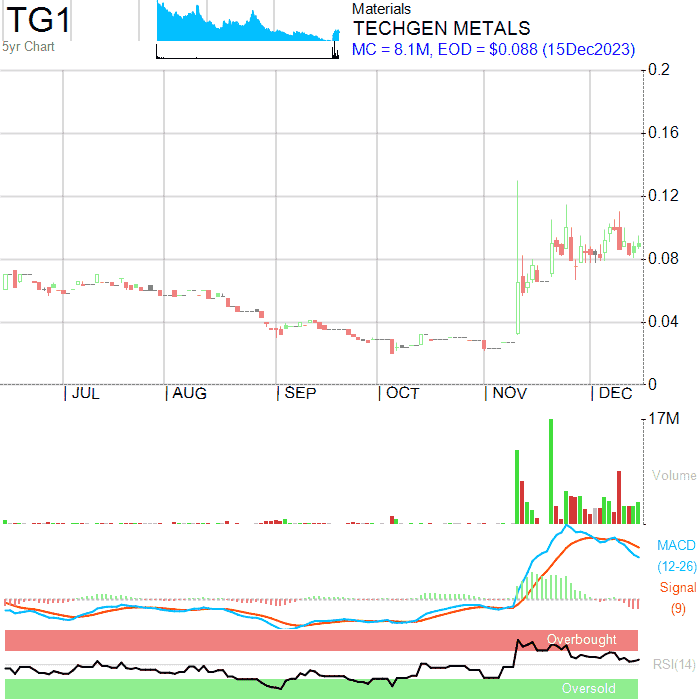 TG1
5yr Chart
Materials
TECHGEN METALS
MC = 8.1M, EOD = $0.088 (15Dec2023)
0.2
0.16
0.12
0.08
0.04
0
JUL
AUG
SEP
OCT
NOV
DEC
17M
Volume
MACD
(12-26)
Signal
(9)
Overbought
RSI(14)
Oversold